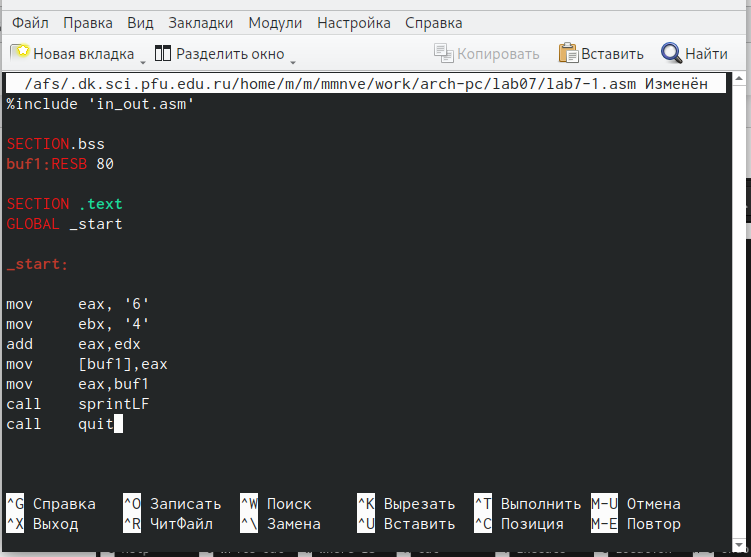 Файл Правка Вид Закладки Модули Настройка Справка
Новая вкладка Разделить окно Копировать Вставить Найти
/afs/.dk.sci.pfu.edu.ru/home/m/m/mmnve/work/arch-pc/lab07/lab7-1.asm Изменён
%include 'in_out.asm'
SECTION.bss
buf1:RESB 80
SECTION .text
GLOBAL _start
_start:
mov eax, '6'
mov ebx, '4'
add eax,edx
mov [buf1],eax
mov eax,buf1
call sprintLF
call quit
^G Справка ^O Записать ^W Поиск ^K Вырезать ^T Выполнить M-U Отмена
^X Выход ^R ЧитФайл ^\ Замена ^U Вставить ^C Позиция M-E Повтор